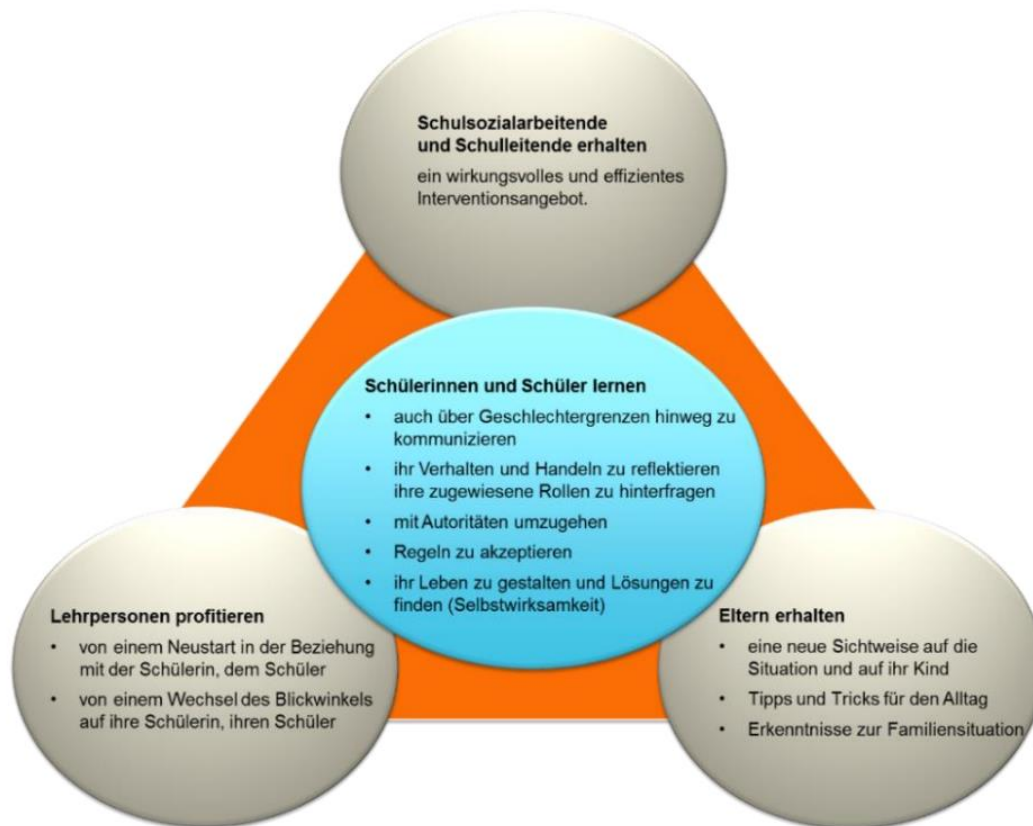 Schulsozialarbeitende
und Schulleitende erhalten
ein wirkungsvolles und effizientes
Interventionsangebot.
Schülerinnen und Schüler lernen
• auch über Geschlechtergrenzen hinweg zu
kommunizieren
• ihr Verhalten und Handeln zu reflektieren
ihre zugewiesene Rollen zu hinterfragen
• mit Autoritäten umzugehen
• Regeln zu akzeptieren
• ihr Leben zu gestalten und Lösungen zu
finden (Selbstwirksamkeit)
Lehrpersonen profitieren
• von einem Neustart in der Beziehung
mit der Schülerin, dem Schüler
• von einem Wechsel des Blickwinkels
auf ihre Schülerin, ihren Schüler
Eltern erhalten
• eine neue Sichtweise auf die
Situation und auf ihr Kind
• Tipps und Tricks für den Alltag
• Erkenntnisse zur Familiensituation